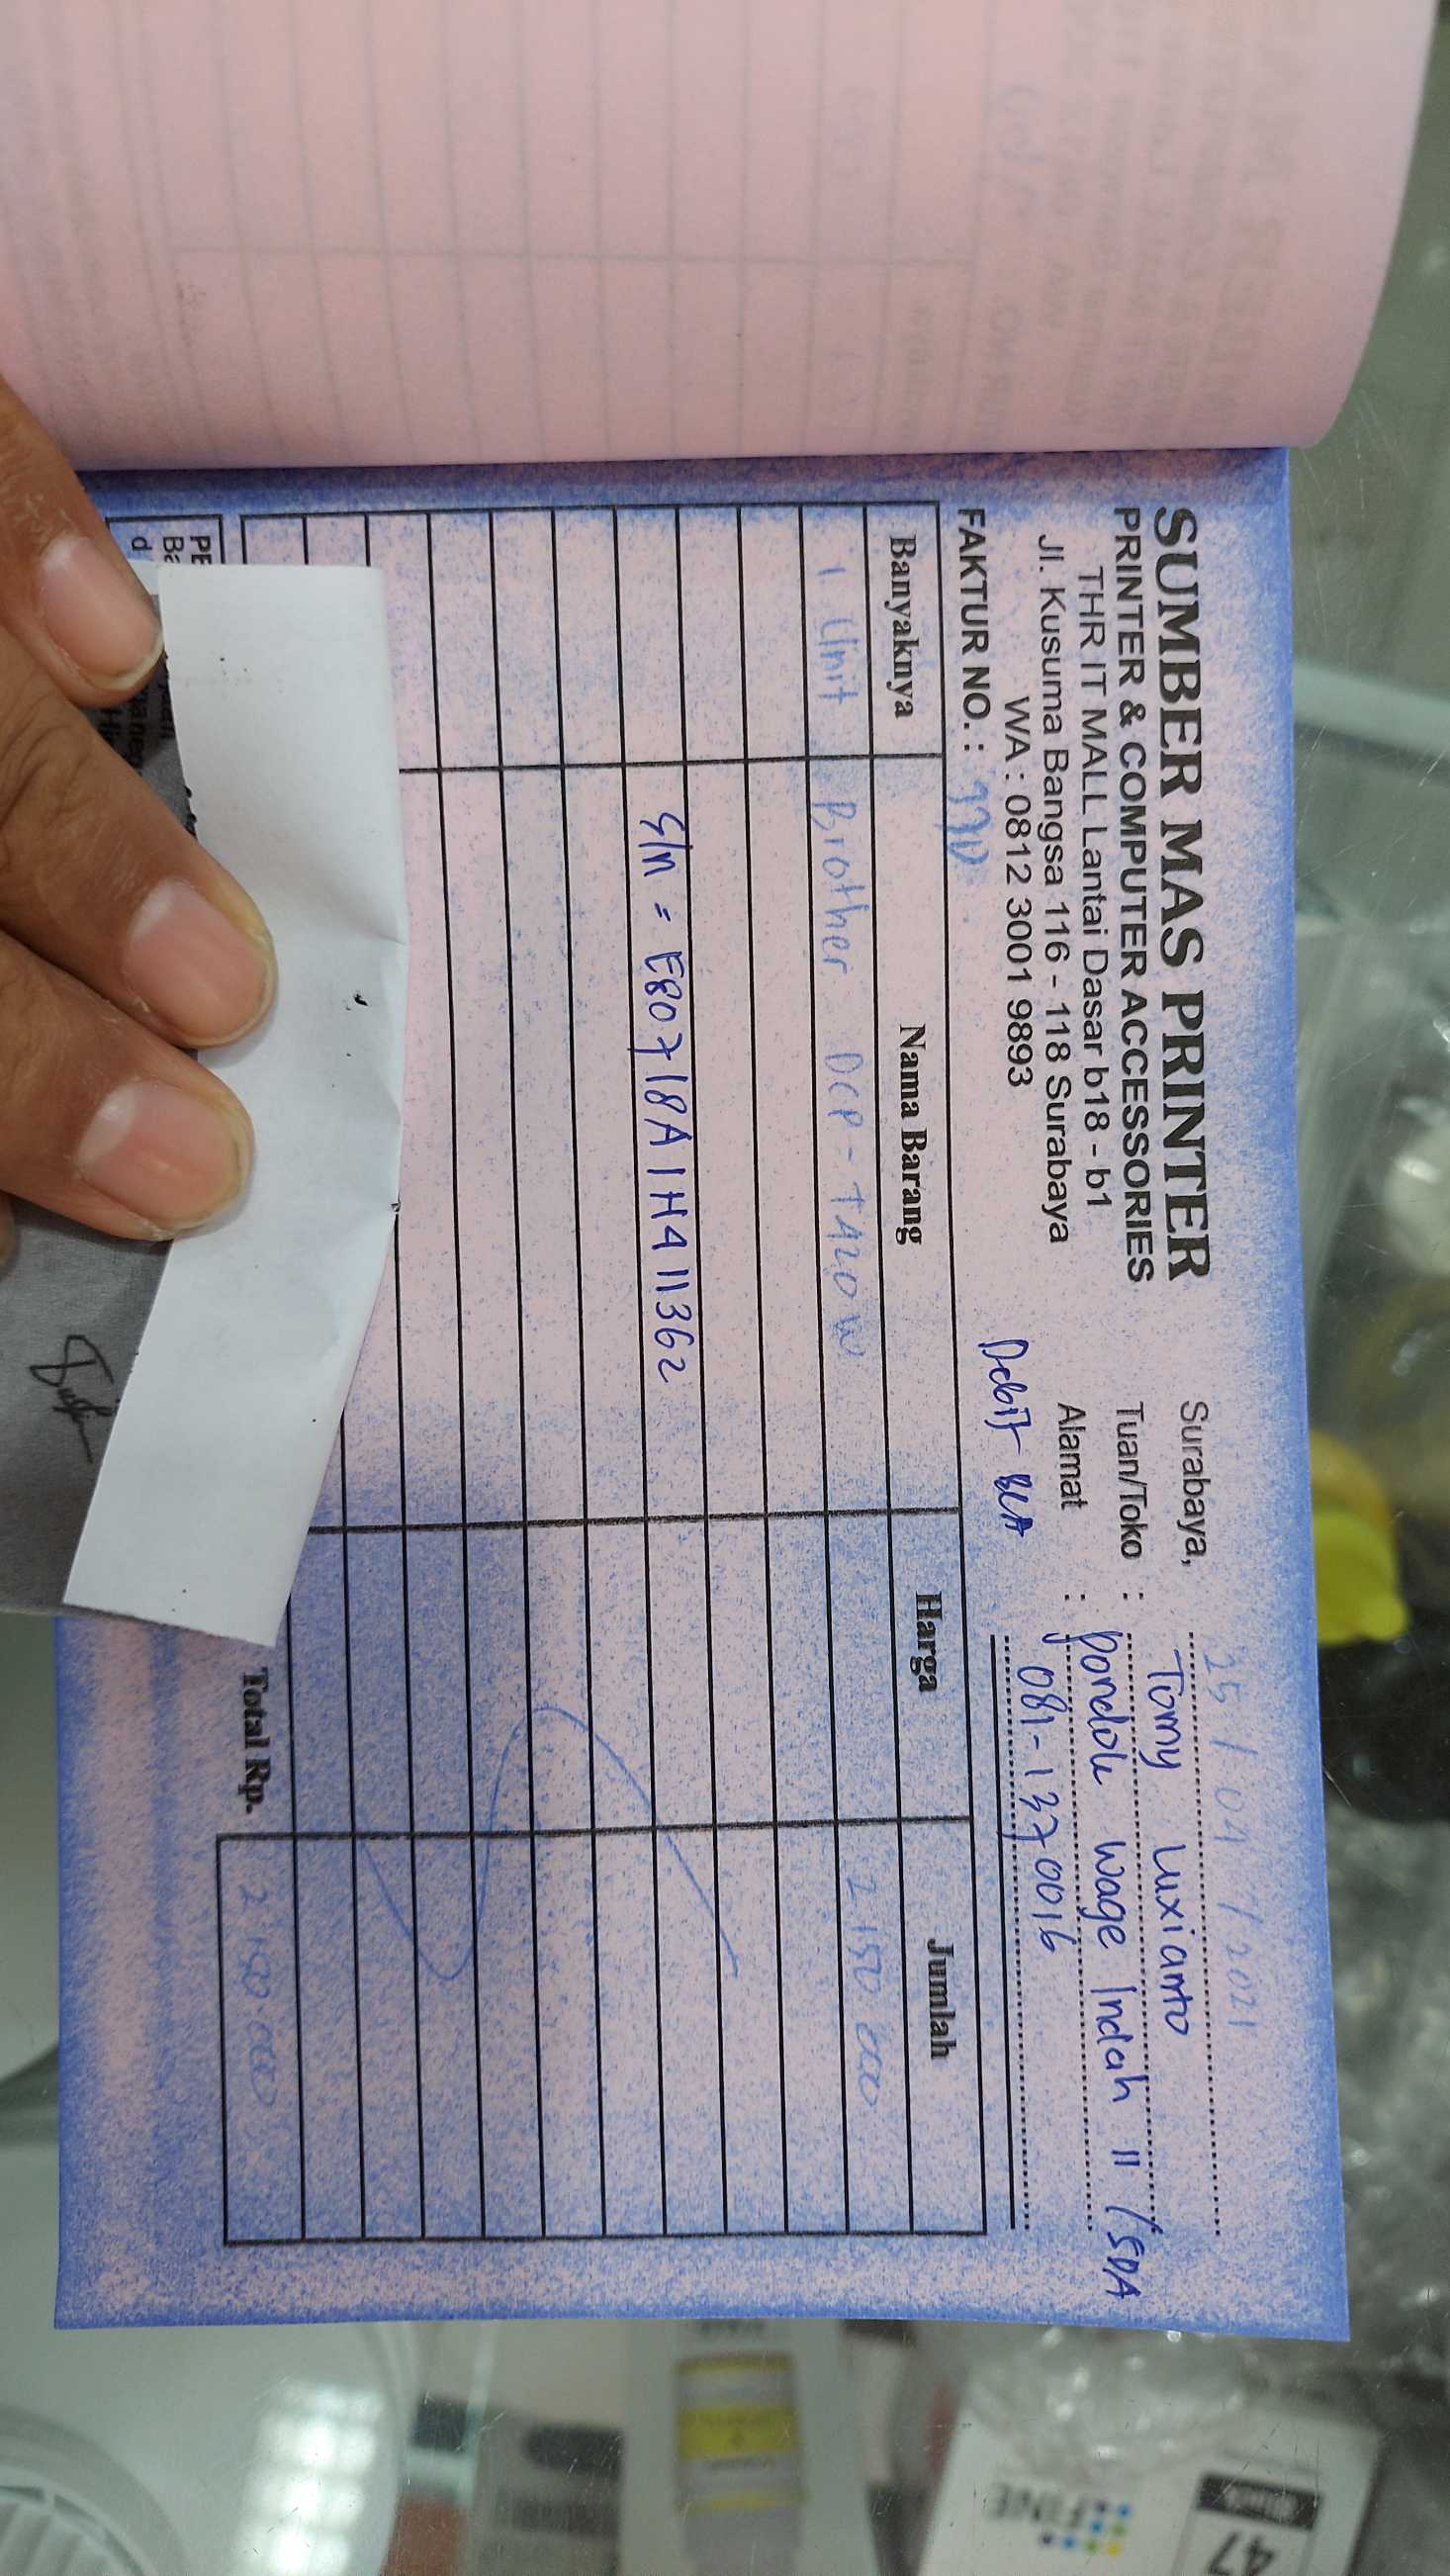 SUMBER MAS PRINTER
PRINTER & COMPUTER ACCESSORIES
THR IT MALL Lantai Dasar b18 - b1
Jl. Kusuma Bangsa 116 - 118 Surabaya
WA : 0812 3001 9893
FAKTUR NO. :
Debit BCA
Surabaya, 25 / 04 / 2021
Tuan/Toko : Tomy Luxianto
Alamat : Pondok Wage Indah II / SDA
081-1370016
Banyaknya Nama Barang Harga Jumlah
1 Unit Brother DCP-T420W 2.150.000
S/n = E80718A1H411362
Total Rp. 2.150.000
47